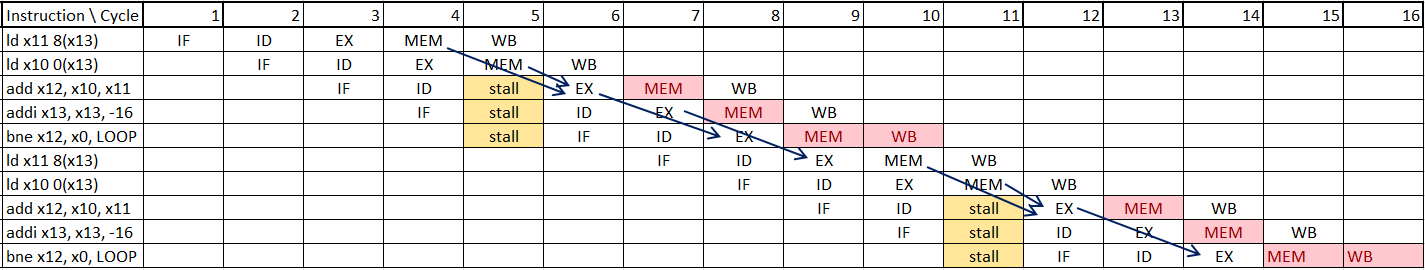 Instruction \ Cycle 1 2 3 4 5 6 7 8 9 10 11 12 13 14 15 16
ld x11 8(x13) IF ID EX MEM WB
ld x10 0(x13) IF ID EX MEM WB
add x12, x10, x11 IF ID stall EX MEM WB
addi x13, x13, -16 IF stall ID EX MEM WB
bne x12, x0, LOOP stall IF ID EX MEM WB
ld x11 8(x13) IF ID EX MEM WB
ld x10 0(x13) IF ID EX MEM WB
add x12, x10, x11 IF ID stall EX MEM WB
addi x13, x13, -16 IF stall ID EX MEM WB
bne x12, x0, LOOP stall IF ID EX MEM WB